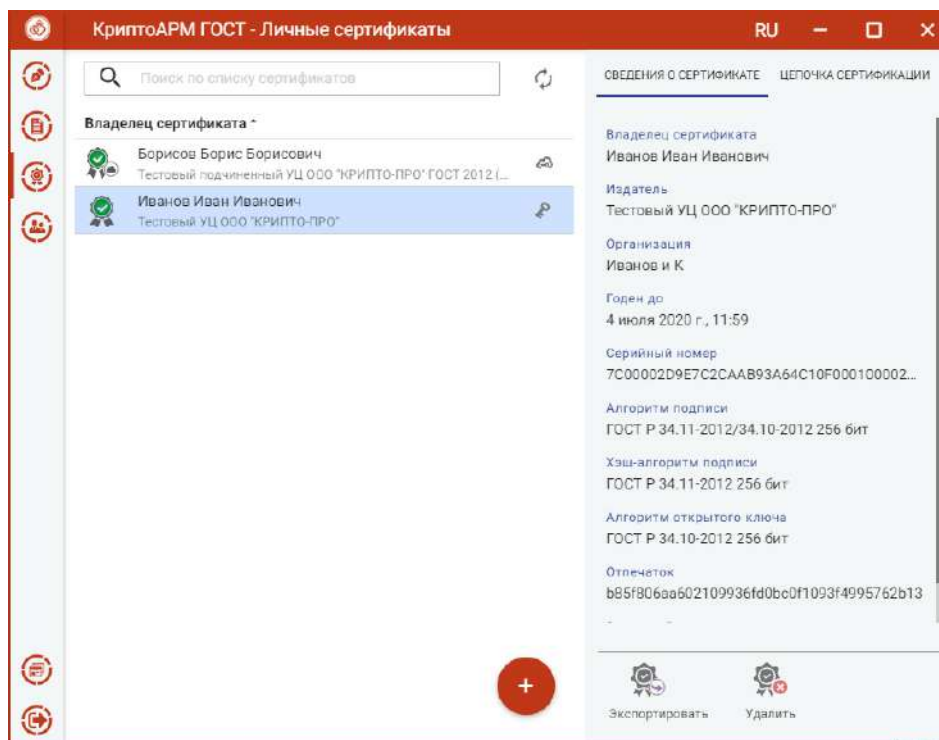 КриптоАРМ ГОСТ - Личные сертификаты
RU
Поиск по списку сертификатов
Владелец сертификата
Борисов Борис Борисович
Тестовый подчиненный УЦ ООО "КРИПТО-ПРО" ГОСТ 2012 (...
Иванов Иван Иванович
Тестовый УЦ ООО "КРИПТО-ПРО"
СВЕДЕНИЯ О СЕРТИФИКАТЕ
ЦЕПОЧКА СЕРТИФИКАЦИИ
Владелец сертификата
Иванов Иван Иванович
Издатель
Тестовый УЦ ООО "КРИПТО-ПРО"
Организация
Иванов и К
Годен до
4 июля 2020 г., 11:59
Серийный номер
7C00002D9E7C2CAAB93A64C10F000100002...
Алгоритм подписи
ГОСТ Р 34.11-2012/34.10-2012 256 бит
Хэш-алгоритм подписи
ГОСТ Р 34.11-2012 256 бит
Алгоритм открытого ключа
ГОСТ Р 34.10-2012 256 бит
Отпечаток
b85f806aa602109936fd0bc0f1093f4995762b13
Экспортировать
Удалить